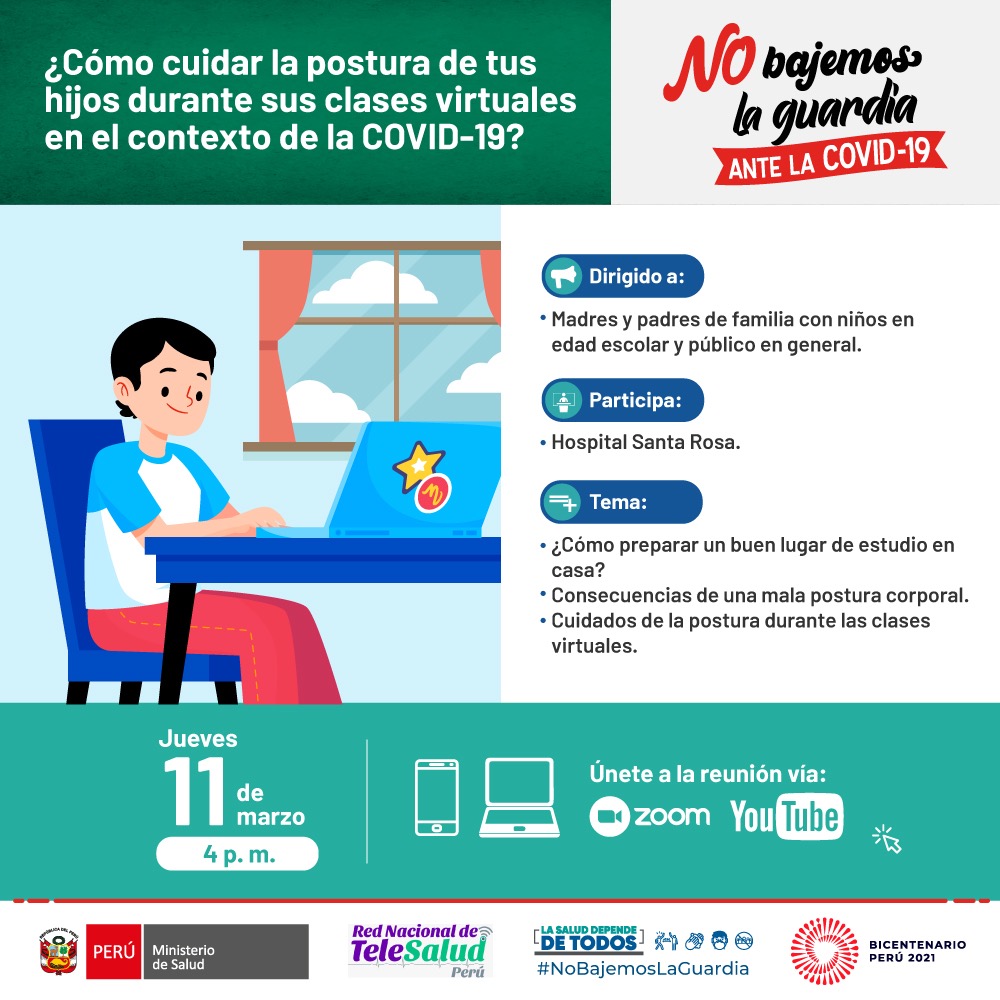 ¿Cómo cuidar la postura de tus
hijos durante sus clases virtuales
en el contexto de la COVID-19?
NO bajemos
la guardia
ANTE LA COVID-19
Dirigido a:
• Madres y padres de familia con niños en
edad escolar y público en general.
Participa:
• Hospital Santa Rosa.
Tema:
• ¿Cómo preparar un buen lugar de estudio en
casa?
• Consecuencias de una mala postura corporal.
• Cuidados de la postura durante las clases
virtuales.
Jueves
11 de
marzo
4 p. m.
Únete a la reunión vía:
zoom YouTube
REPÚBLICA DEL PERÚ
PERÚ Ministerio
de Salud
Red Nacional de
TeleSalud
Perú
LA SALUD DEPENDE
DE TODOS
#NoBajemosLaGuardia
BICENTENARIO
PERÚ 2021